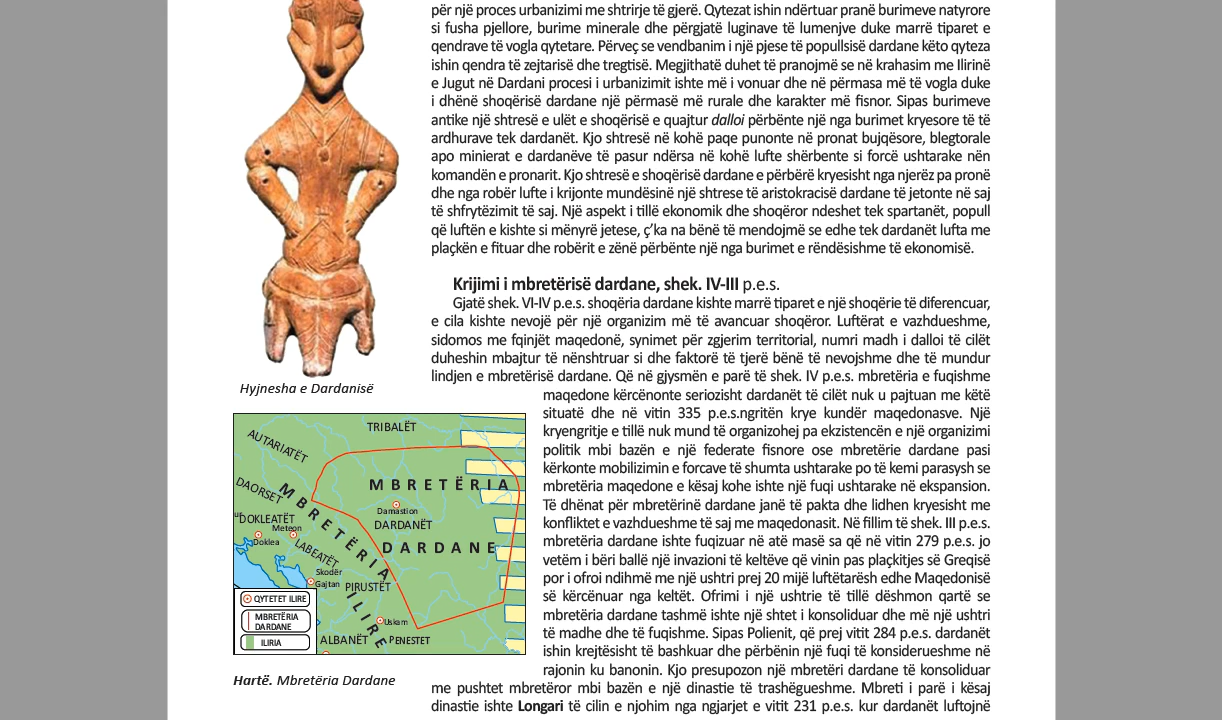 për një proces urbanizimi me shtrirje të gjerë. Qytezat ishin ndërtuar pranë burimeve natyrore
si fusha pjellore, burime minerale dhe përgjatë luginave të lumenjve duke marrë tiparet e
qendrave të vogla qytetare. Përveç se vendbanim i një pjese të popullsisë dardane këto qyteza
ishin qendra të zejtarisë dhe tregtisë. Megjithatë duhet të pranojmë se në krahasim me Ilirinë
e Jugut në Dardani procesi i urbanizimit ishte më i vonuar dhe në përmasa më të vogla duke
i dhënë shoqërisë dardane një përmasë më rurale dhe karakter më fisnor. Sipas burimeve
antike një shtresë e ulët e shoqërisë e quajtur dalloi përbënte një nga burimet kryesore të të
ardhurave tek dardanët. Kjo shtresë në kohë paqe punonte në pronat bujqësore, blegtorale
apo minierat e dardanëve të pasur ndërsa në kohë lufte shërbente si forcë ushtarake nën
komandën e pronarit. Kjo shtresë e shoqërisë dardane e përbërë kryesisht nga njerëz pa pronë
dhe nga robër lufte i krijonte mundësinë një shtrese të aristokracisë dardane të jetonte në saj
të shfrytëzimit të saj. Një aspekt i tillë ekonomik dhe shoqëror ndeshet tek spartanët, popull
që luftën e kishte si mënyrë jetese, ç’ka na bënë të mendojmë se edhe tek dardanët lufta me
plaçkën e fituar dhe robërit e zënë përbënte një nga burimet e rëndësishme të ekonomisë.
Krijimi i mbretërisë dardane, shek. IV-III p.e.s.
Gjatë shek. VI-IV p.e.s. shoqëria dardane kishte marrë tiparet e një shoqërie të diferencuar,
e cila kishte nevojë për një organizim më të avancuar shoqëror. Luftërat e vazhdueshme,
sidomos me fqinjët maqedonë, synimet për zgjerim territorial, numri madh i dalloi të cilët
duheshin mbajtur të nënshtruar si dhe faktorë të tjerë bënë të nevojshme dhe të mundur
lindjen e mbretërisë dardane. Që në gjysmën e parë të shek. IV p.e.s. mbretëria e fuqishme
maqedone kërcënonte seriozisht dardanët të cilët nuk u pajtuan me këtë
situatë dhe në vitin 335 p.e.s.ngritën krye kundër maqedonasve. Një
kryengritje e tillë nuk mund të organizohej pa ekzistencën e një organizimi
politik mbi bazën e një federate fisnore ose mbretërie dardane pasi
kërkonte mobilizimin e forcave të shumta ushtarake po të kemi parasysh se
mbretëria maqedone e kësaj kohe ishte një fuqi ushtarake në ekspansion.
Të dhënat për mbretërinë dardane janë të pakta dhe lidhen kryesisht me
konfliktet e vazhdueshme të saj me maqedonasit. Në fillim të shek. III p.e.s.
mbretëria dardane ishte fuqizuar në atë masë sa që në vitin 279 p.e.s. jo
vetëm i bëri ballë një invazioni të keltëve që vinin pas plaçkitjes së Greqisë
por i ofroi ndihmë me një ushtri prej 20 mijë luftëtarësh edhe Maqedonisë
së kërcënuar nga keltët. Ofrimi i një ushtrie të tillë dëshmon qartë se
mbretëria dardane tashmë ishte një shtet i konsoliduar dhe më një ushtri
të madhe dhe të fuqishme. Sipas Polienit, që prej vitit 284 p.e.s. dardanët
ishin krejtësisht të bashkuar dhe përbënin një fuqi të konsiderueshme në
rajonin ku banonin. Kjo presupozon një mbretëri dardane të konsoliduar
me pushtet mbretëror mbi bazën e një dinastie të trashëgueshme. Mbreti i parë i kësaj
dinastie ishte Longari të cilin e njohim nga ngjarjet e vitit 231 p.e.s. kur dardanët luftojnë
Hyjnesha e Dardanisë
TRIBALËT
AUTARIATËT
MBRETËRIA
DAORSET
Damastion
DARDANËT
DOKLEATËT
Meteon
Doklea
LABEATËT
DARDANE
MBRETËRIA
Skodër
Gajtan
PIRUSTËT
ILIRE
Uskam
ALBANËT
PENESTET
QYTETET ILIRE
MBRETËRIA
DARDANE
ILIRIA
Hartë. Mbretëria Dardane